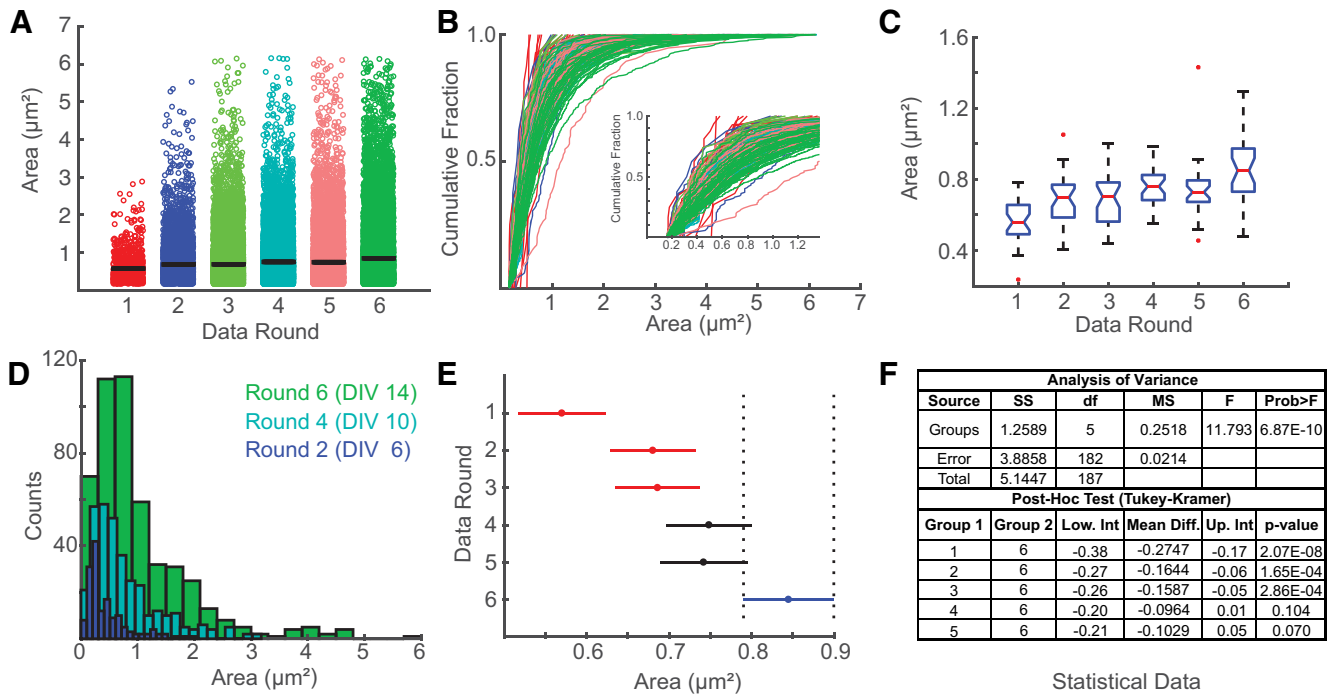 A
Area (µm²)
7
6
5
4
3
2
1
1 2 3 4 5 6
Data Round
B
Cumulative Fraction
1.0
0.5
1 2 3 4 5 6 7
Area (µm²)
Cumulative Fraction
1.0
0.5
0.2 0.4 0.6 0.8 1.0 1.2
C
Area (µm²)
1.6
1.2
0.8
0.4
1 2 3 4 5 6
Data Round
D
Counts
120
80
40
0 1 2 3 4 5 6
Area (µm²)
Round 6 (DIV 14)
Round 4 (DIV 10)
Round 2 (DIV 6)
E
Data Round
1
2
3
4
5
6
0.6 0.7 0.8 0.9
Area (µm²)
F
Analysis of Variance
Source SS df MS F Prob>F
Groups 1.2589 5 0.2518 11.793 6.87E-10
Error 3.8858 182 0.0214
Total 5.1447 187
Post-Hoc Test (Tukey-Kramer)
Group 1 Group 2 Low. Int Mean Diff. Up. Int p-value
1 6 -0.38 -0.2747 -0.17 2.07E-08
2 6 -0.27 -0.1644 -0.06 1.65E-04
3 6 -0.26 -0.1587 -0.05 2.86E-04
4 6 -0.20 -0.0964 0.01 0.104
5 6 -0.21 -0.1029 0.05 0.070
Statistical Data